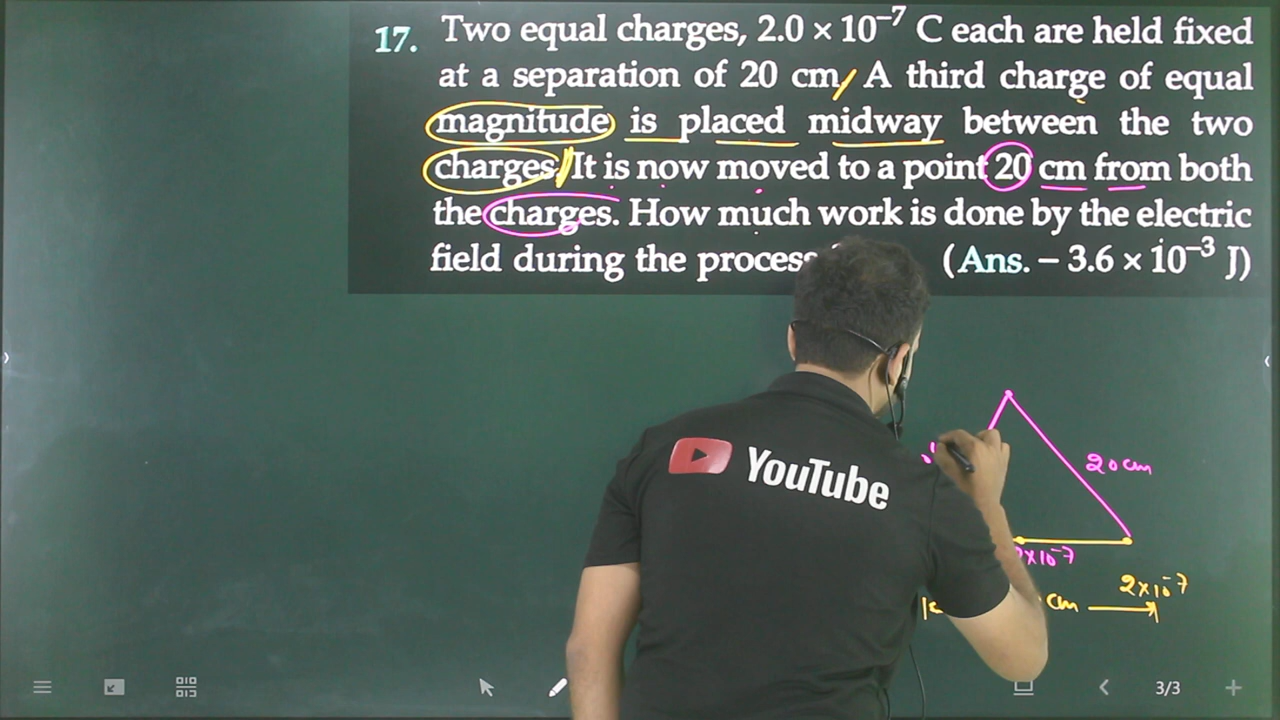 17. Two equal charges, 2.0 × 10⁻⁷ C each are held fixed
at a separation of 20 cm. A third charge of equal
magnitude is placed midway between the two
charges. It is now moved to a point 20 cm from both
the charges. How much work is done by the electric
field during the process
(Ans. – 3.6 × 10⁻³ J)
YouTube
20cm
2×10⁻⁷
cm
3/3